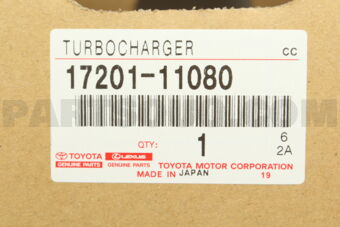 TURBOCHARGER CC
17201-11080
QTY: 1 6
2A
TOYOTA LEXUS
GENUINE PARTS GENUINE PARTS TOYOTA MOTOR CORPORATION
MADE IN JAPAN 19